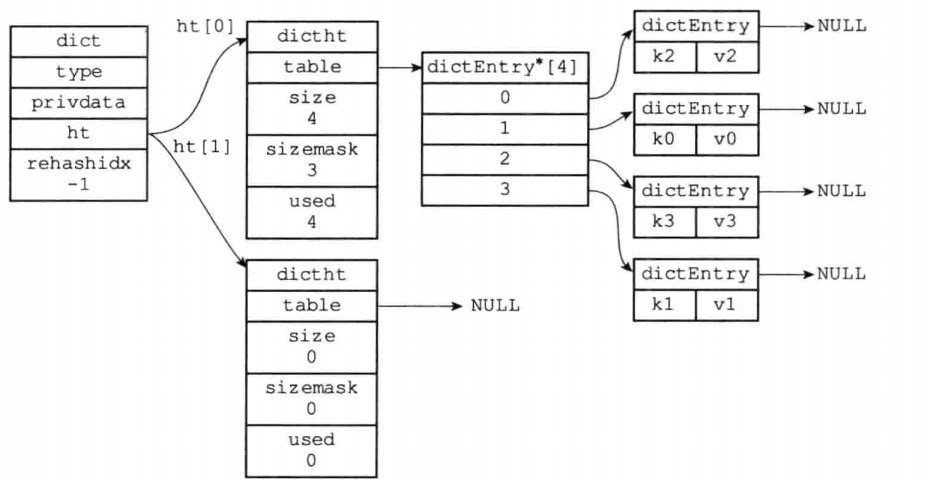 dict
type
privdata
ht
rehashidx
-1
ht[0]
ht[1]
dictht
table
size
4
sizemask
3
used
4
dictht
table
size
0
sizemask
0
used
0
NULL
dictEntry*[4]
0
1
2
3
dictEntry
k2 v2
NULL
dictEntry
k0 v0
NULL
dictEntry
k3 v3
NULL
dictEntry
k1 v1
NULL